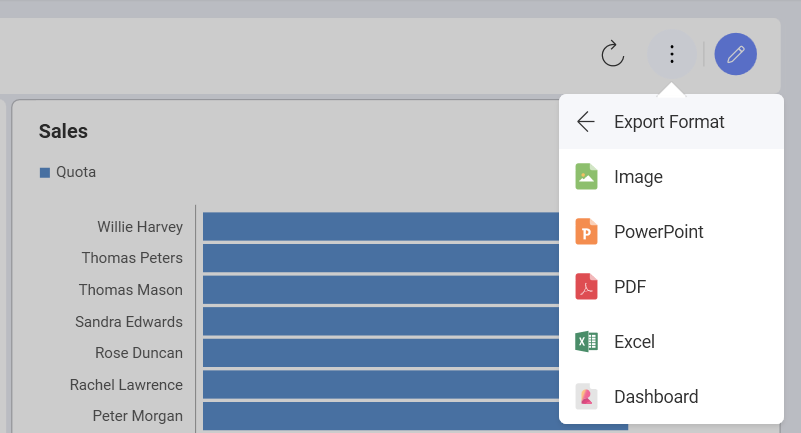 Sales
Quota
Willie Harvey
Thomas Peters
Thomas Mason
Sandra Edwards
Rose Duncan
Rachel Lawrence
Peter Morgan
Export Format
Image
PowerPoint
PDF
Excel
Dashboard